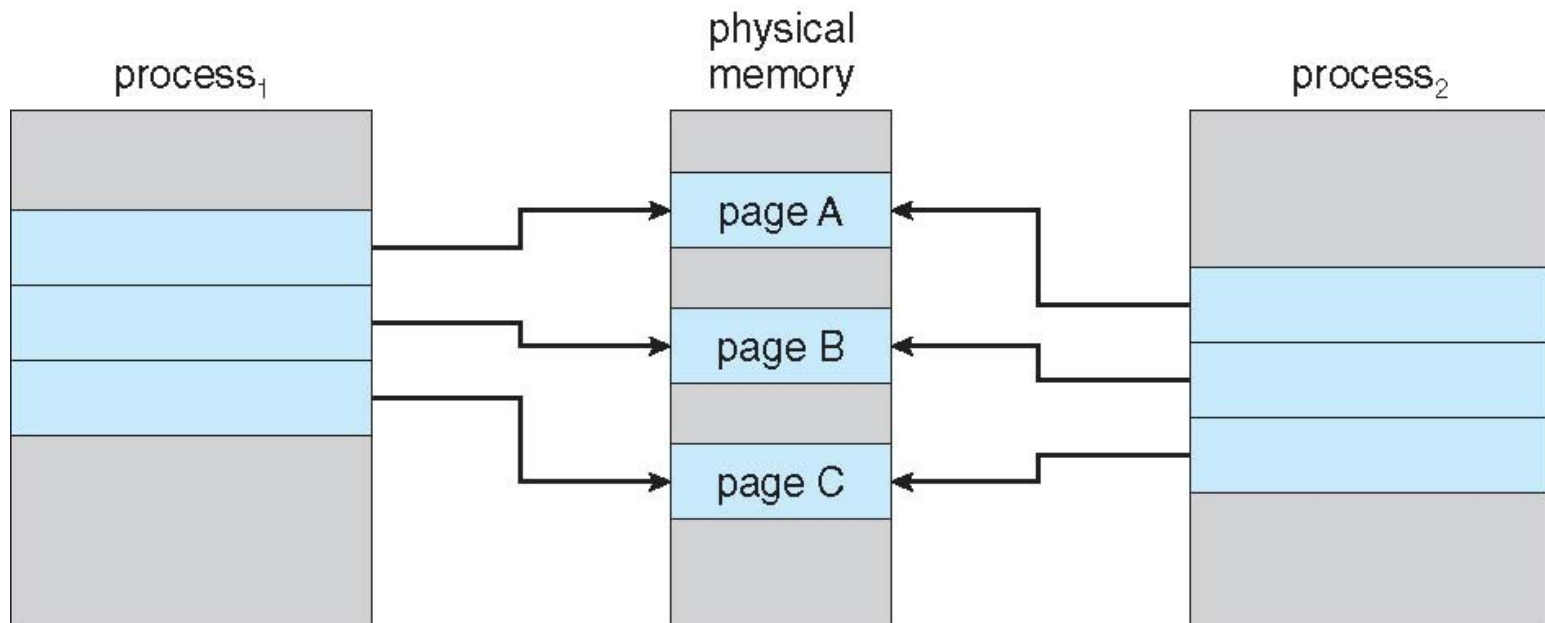 process₁
physical
memory
process₂
page A
page B
page C